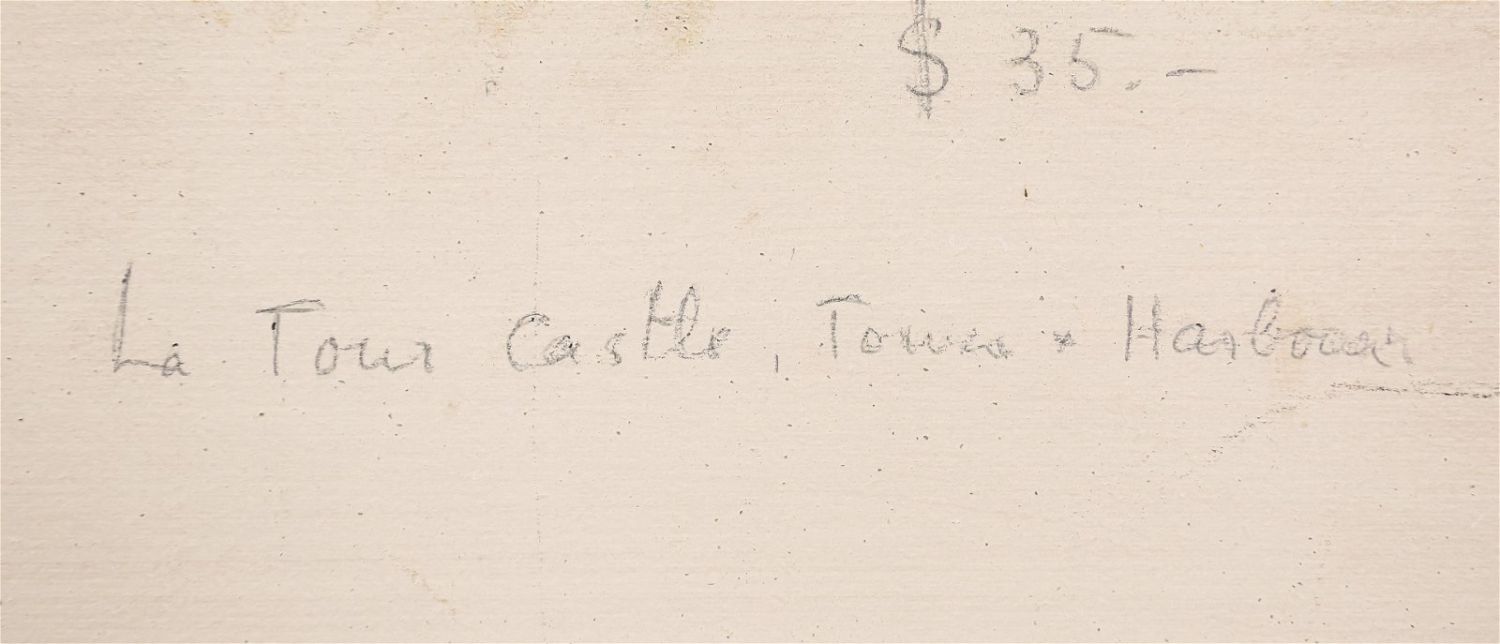 $ 35.-
La Tour Castle, Town + Harbour